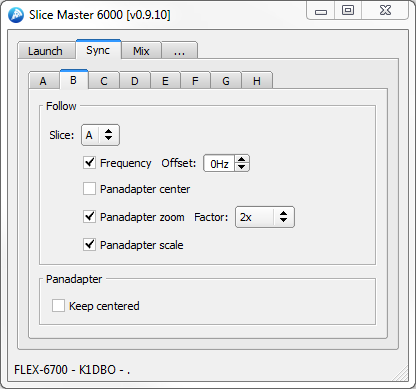 Slice Master 6000 [v0.9.10]
Launch Sync Mix ...
A B C D E F G H
Follow
Slice: A
Frequency Offset: 0Hz
Panadapter center
Panadapter zoom Factor: 2x
Panadapter scale
Panadapter
Keep centered
FLEX-6700 - K1DBO - .